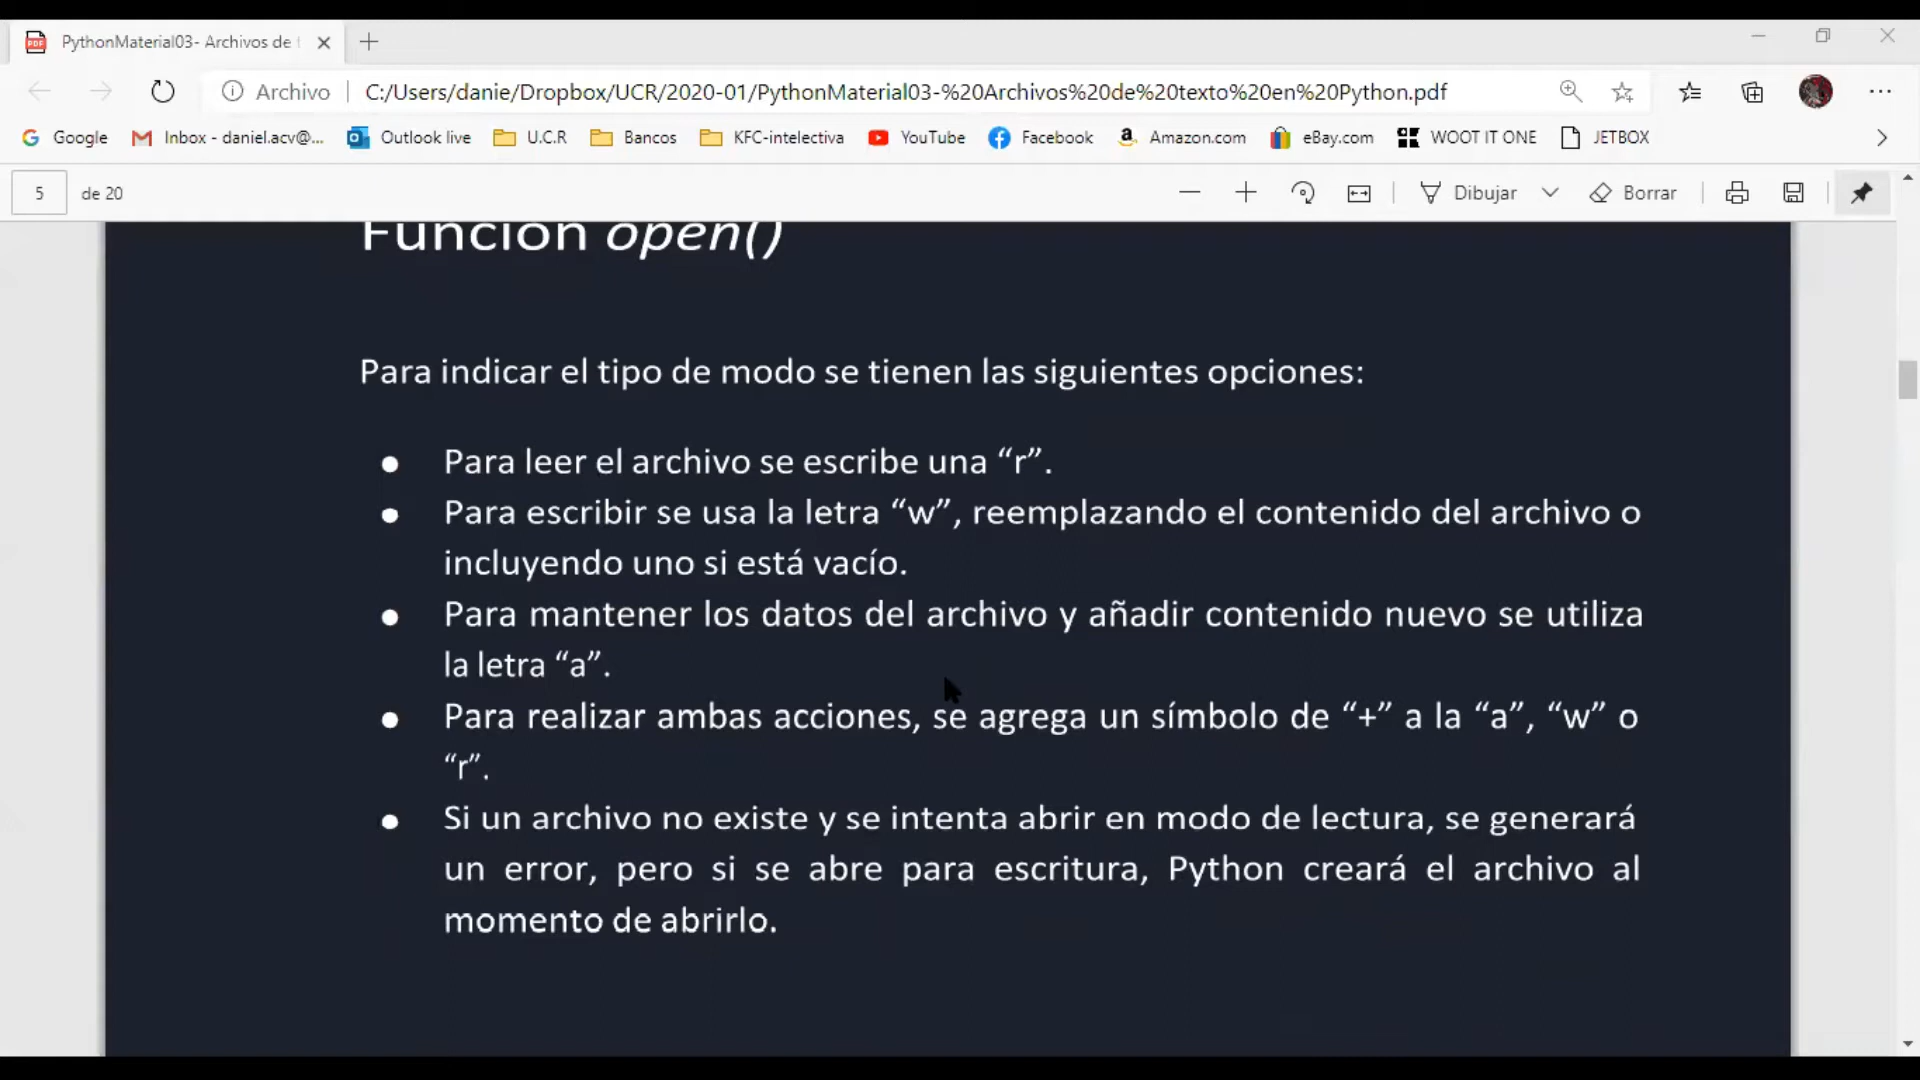 PythonMaterial03- Archivos de
Archivo
C:/Users/danie/Dropbox/UCR/2020-01/PythonMaterial03-%20Archivos%20de%20texto%20en%20Python.pdf
Google
Inbox - daniel.acv@...
Outlook live
U.C.R
Bancos
KFC-intelectiva
YouTube
Facebook
Amazon.com
eBay.com
WOOT IT ONE
JETBOX
5 de 20
Dibujar
Borrar
Función open()
Para indicar el tipo de modo se tienen las siguientes opciones:
● Para leer el archivo se escribe una “r”.
● Para escribir se usa la letra “w”, reemplazando el contenido del archivo o
incluyendo uno si está vacío.
● Para mantener los datos del archivo y añadir contenido nuevo se utiliza
la letra “a”.
● Para realizar ambas acciones, se agrega un símbolo de “+” a la “a”, “w” o
“r”.
● Si un archivo no existe y se intenta abrir en modo de lectura, se generará
un error, pero si se abre para escritura, Python creará el archivo al
momento de abrirlo.